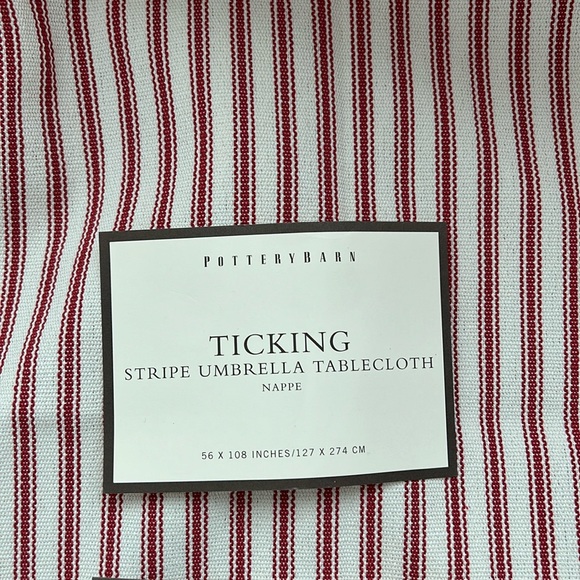 POTTERYBARN
TICKING
STRIPE UMBRELLA TABLECLOTH
NAPPE
56 X 108 INCHES/127 X 274 CM